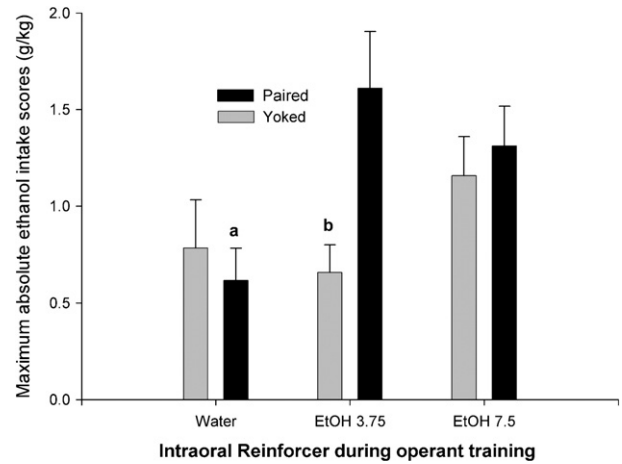 Maximum absolute ethanol intake scores (g/kg)
2.0
1.5
1.0
0.5
0.0
Paired
Yoked
a
b
Water
EtOH 3.75
EtOH 7.5
Intraoral Reinforcer during operant training